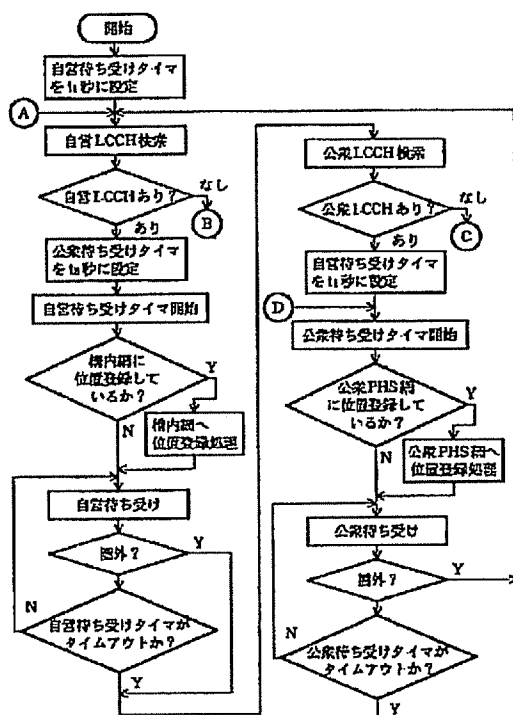 開始
自営待ち受けタイマ
を t₁ 秒に設定
A
自営LCCH検索
自営LCCHあり？
なし
B
あり
公衆待ち受けタイマ
自営待ち受けタイマ開始
構内網に
位置登録して
いるか？
Y
N
構内網へ
位置登録処理
自営待ち受け
圏外？
Y
N
自営待ち受けタイマが
タイムアウトか？
Y
公衆LCCH検索
公衆LCCHあり？
なし
C
あり
自営待ち受けタイマ
を t₁ 秒に設定
D
公衆待ち受けタイマ開始
公衆PHS網
に位置登録して
いるか？
Y
N
公衆PHS網へ
位置登録処理
公衆待ち受け
圏外？
Y
N
公衆待ち受けタイマが
タイムアウトか？
Y